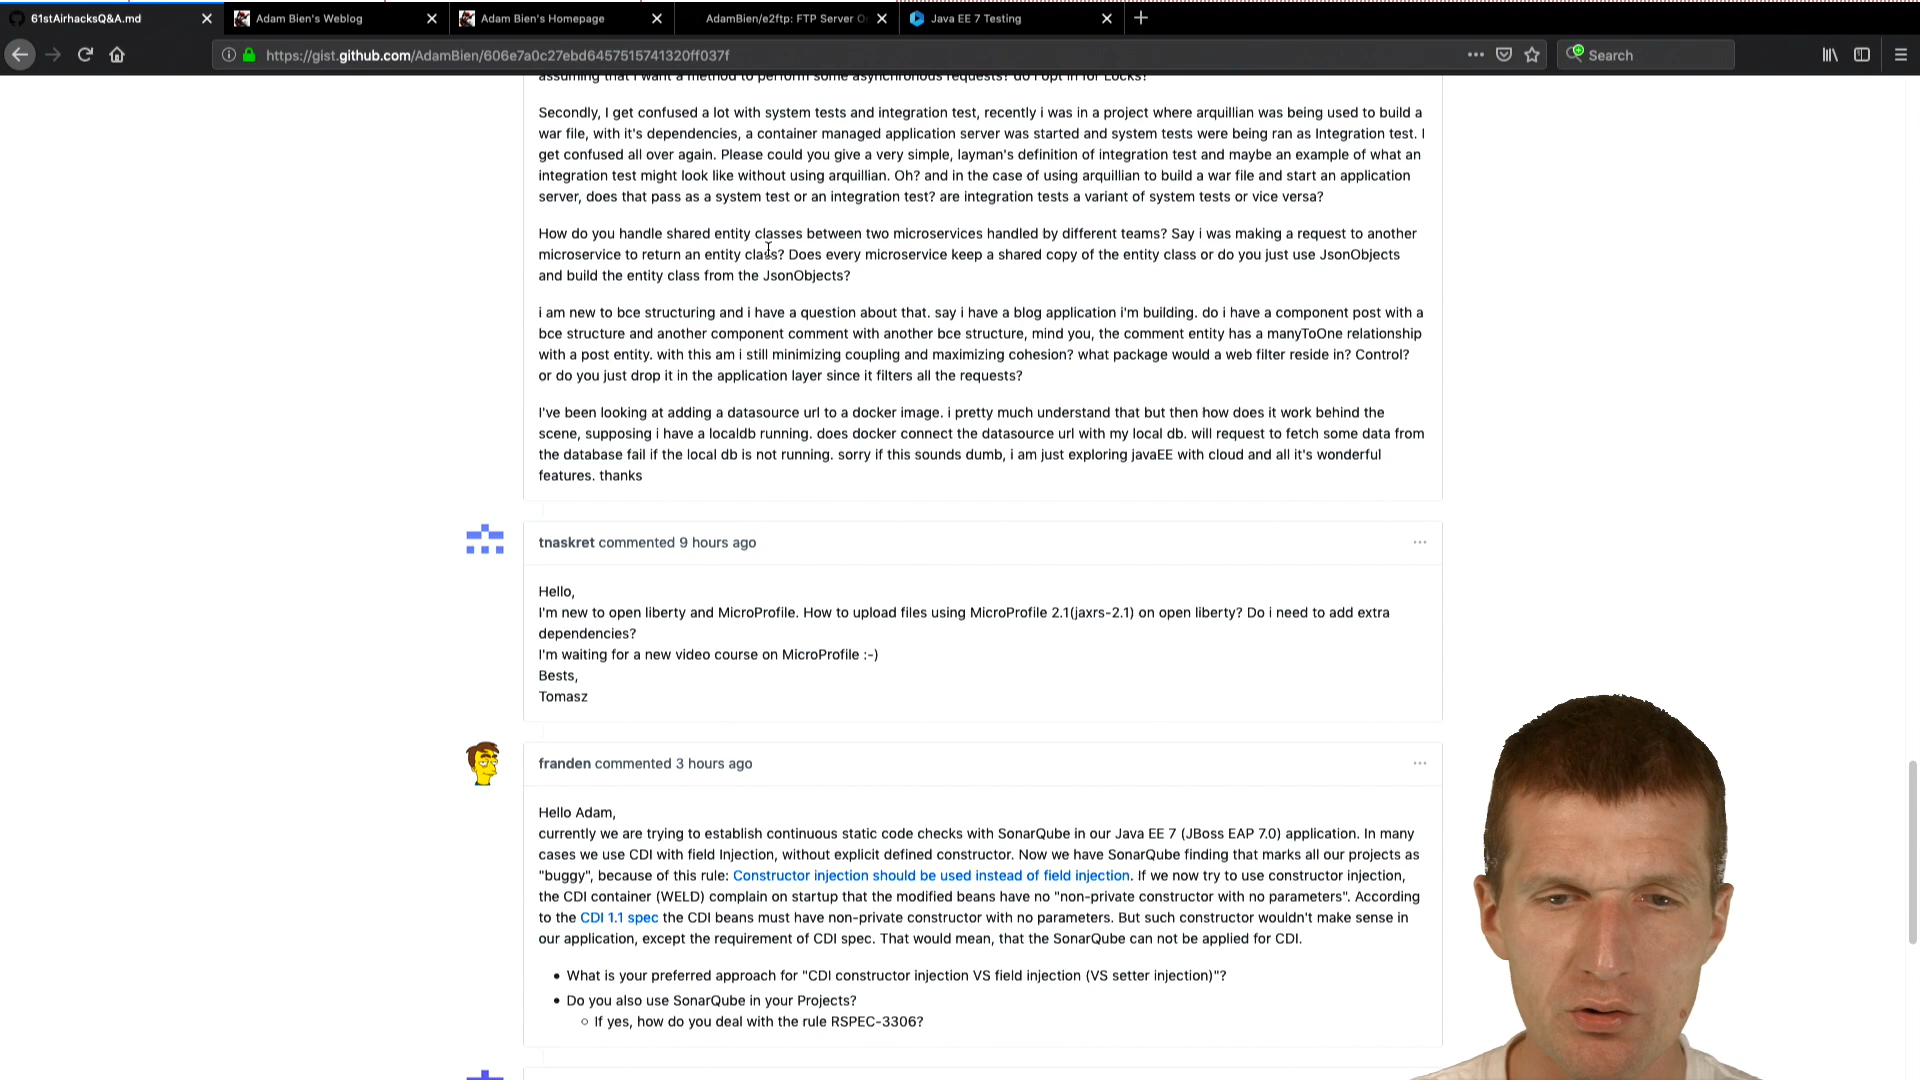 61stAirhacksQ&A.md
Adam Bien's Weblog
Adam Bien's Homepage
AdamBien/e2ftp: FTP Server O
Java EE 7 Testing
https://gist.github.com/AdamBien/606e7a0c27ebd6457515741320ff037f
Search
assuming that I want a method to perform some asynchronous requests? do I opt in for Locks?
Secondly, I get confused a lot with system tests and integration test, recently i was in a project where arquillian was being used to build a
war file, with it's dependencies, a container managed application server was started and system tests were being ran as Integration test. I
get confused all over again. Please could you give a very simple, layman's definition of integration test and maybe an example of what an
integration test might look like without using arquillian. Oh? and in the case of using arquillian to build a war file and start an application
server, does that pass as a system test or an integration test? are integration tests a variant of system tests or vice versa?
How do you handle shared entity classes between two microservices handled by different teams? Say i was making a request to another
microservice to return an entity class? Does every microservice keep a shared copy of the entity class or do you just use JsonObjects
and build the entity class from the JsonObjects?
i am new to bce structuring and i have a question about that. say i have a blog application i'm building. do i have a component post with a
bce structure and another component comment with another bce structure, mind you, the comment entity has a manyToOne relationship
with a post entity. with this am i still minimizing coupling and maximizing cohesion? what package would a web filter reside in? Control?
or do you just drop it in the application layer since it filters all the requests?
I've been looking at adding a datasource url to a docker image. i pretty much understand that but then how does it work behind the
scene, supposing i have a localdb running. does docker connect the datasource url with my local db. will request to fetch some data from
the database fail if the local db is not running. sorry if this sounds dumb, i am just exploring javaEE with cloud and all it's wonderful
features. thanks
tnaskret commented 9 hours ago
Hello,
I'm new to open liberty and MicroProfile. How to upload files using MicroProfile 2.1(jaxrs-2.1) on open liberty? Do i need to add extra
dependencies?
I'm waiting for a new video course on MicroProfile :-)
Bests,
Tomasz
franden commented 3 hours ago
Hello Adam,
currently we are trying to establish continuous static code checks with SonarQube in our Java EE 7 (JBoss EAP 7.0) application. In many
cases we use CDI with field Injection, without explicit defined constructor. Now we have SonarQube finding that marks all our projects as
"buggy", because of this rule: Constructor injection should be used instead of field injection. If we now try to use constructor injection,
the CDI container (WELD) complain on startup that the modified beans have no "non-private constructor with no parameters". According
to the CDI 1.1 spec the CDI beans must have non-private constructor with no parameters. But such constructor wouldn't make sense in
our application, except the requirement of CDI spec. That would mean, that the SonarQube can not be applied for CDI.
• What is your preferred approach for "CDI constructor injection VS field injection (VS setter injection)"?
• Do you also use SonarQube in your Projects?
○ If yes, how do you deal with the rule RSPEC-3306?